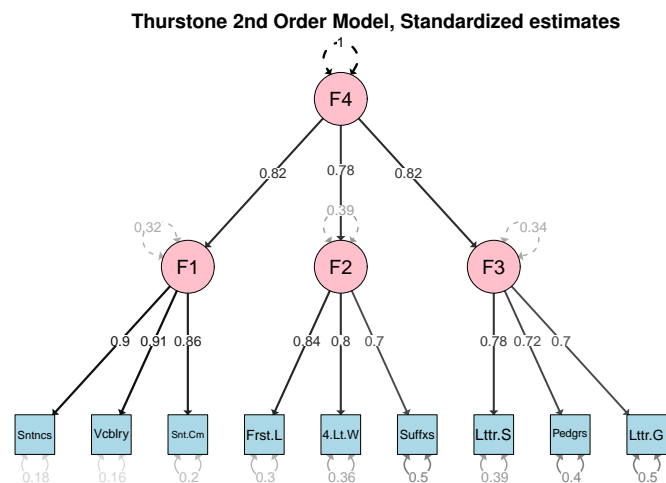 Thurstone 2nd Order Model, Standardized estimates
1
F4
0.82 0.78 0.82
0.32 0.39 0.34
F1 F2 F3
0.9 0.91 0.86 0.84 0.8 0.7 0.78 0.72 0.7
Sntncs Vcblry Snt.Cm Frst.L 4.Lt.W Suffxs Lttr.S Pedgrs Lttr.G
0.18 0.16 0.2 0.3 0.36 0.5 0.39 0.4 0.5